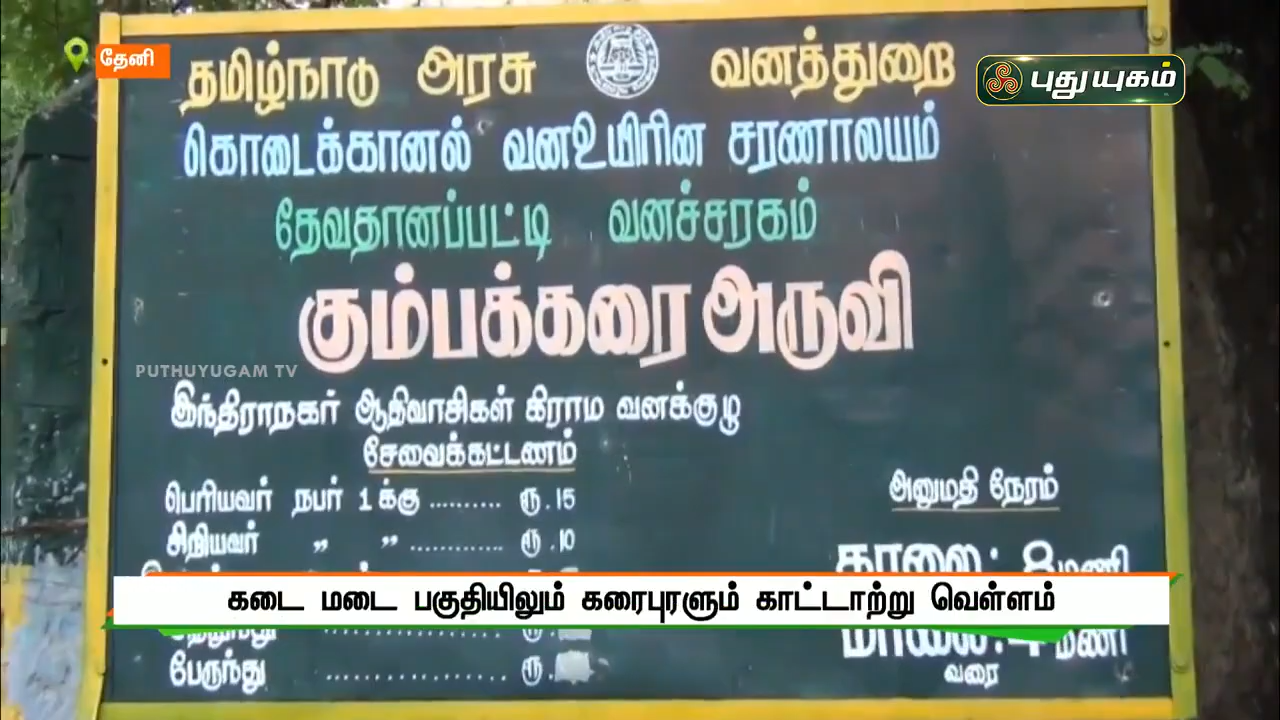 தேனி
புதுயுகம்
தமிழ்நாடு அரசு வனத்துறை
கொடைக்கானல் வனஉயிரின சரணாலயம்
தேவதானப்பட்டி வனச்சரகம்
கும்பக்கரை அருவி
PUTHUYUGAM TV
இந்திராநகர் ஆதிவாசிகள் கிராம வனக்குழு
சேவைக்கட்டணம்
பெரியவர் நபர் 1 க்கு .......... ரூ.15
சிறியவர் ,, ,, ............ ரூ.10
அனுமதி நேரம்
காலை: 8 மணி
கடை மடை பகுதியிலும் கரைபுரளும் காட்டாற்று வெள்ளம்
மாலை: 4 மணி
வரை
பேருந்து .................. ரூ.